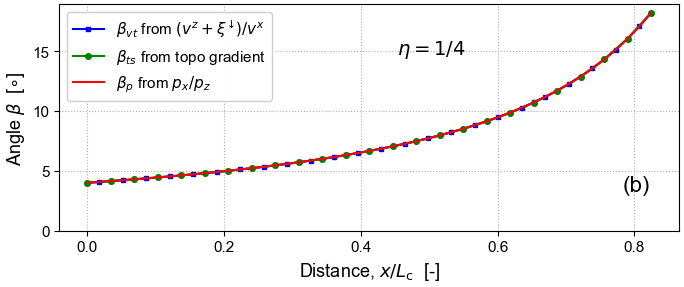 β_vt from (v^z + ξ^↓)/v^x
β_ts from topo gradient
β_p from p_x/p_z
η = 1/4
(b)
Angle β [∘]
15
10
5
0
0.0 0.2 0.4 0.6 0.8
Distance, x/L_c [-]